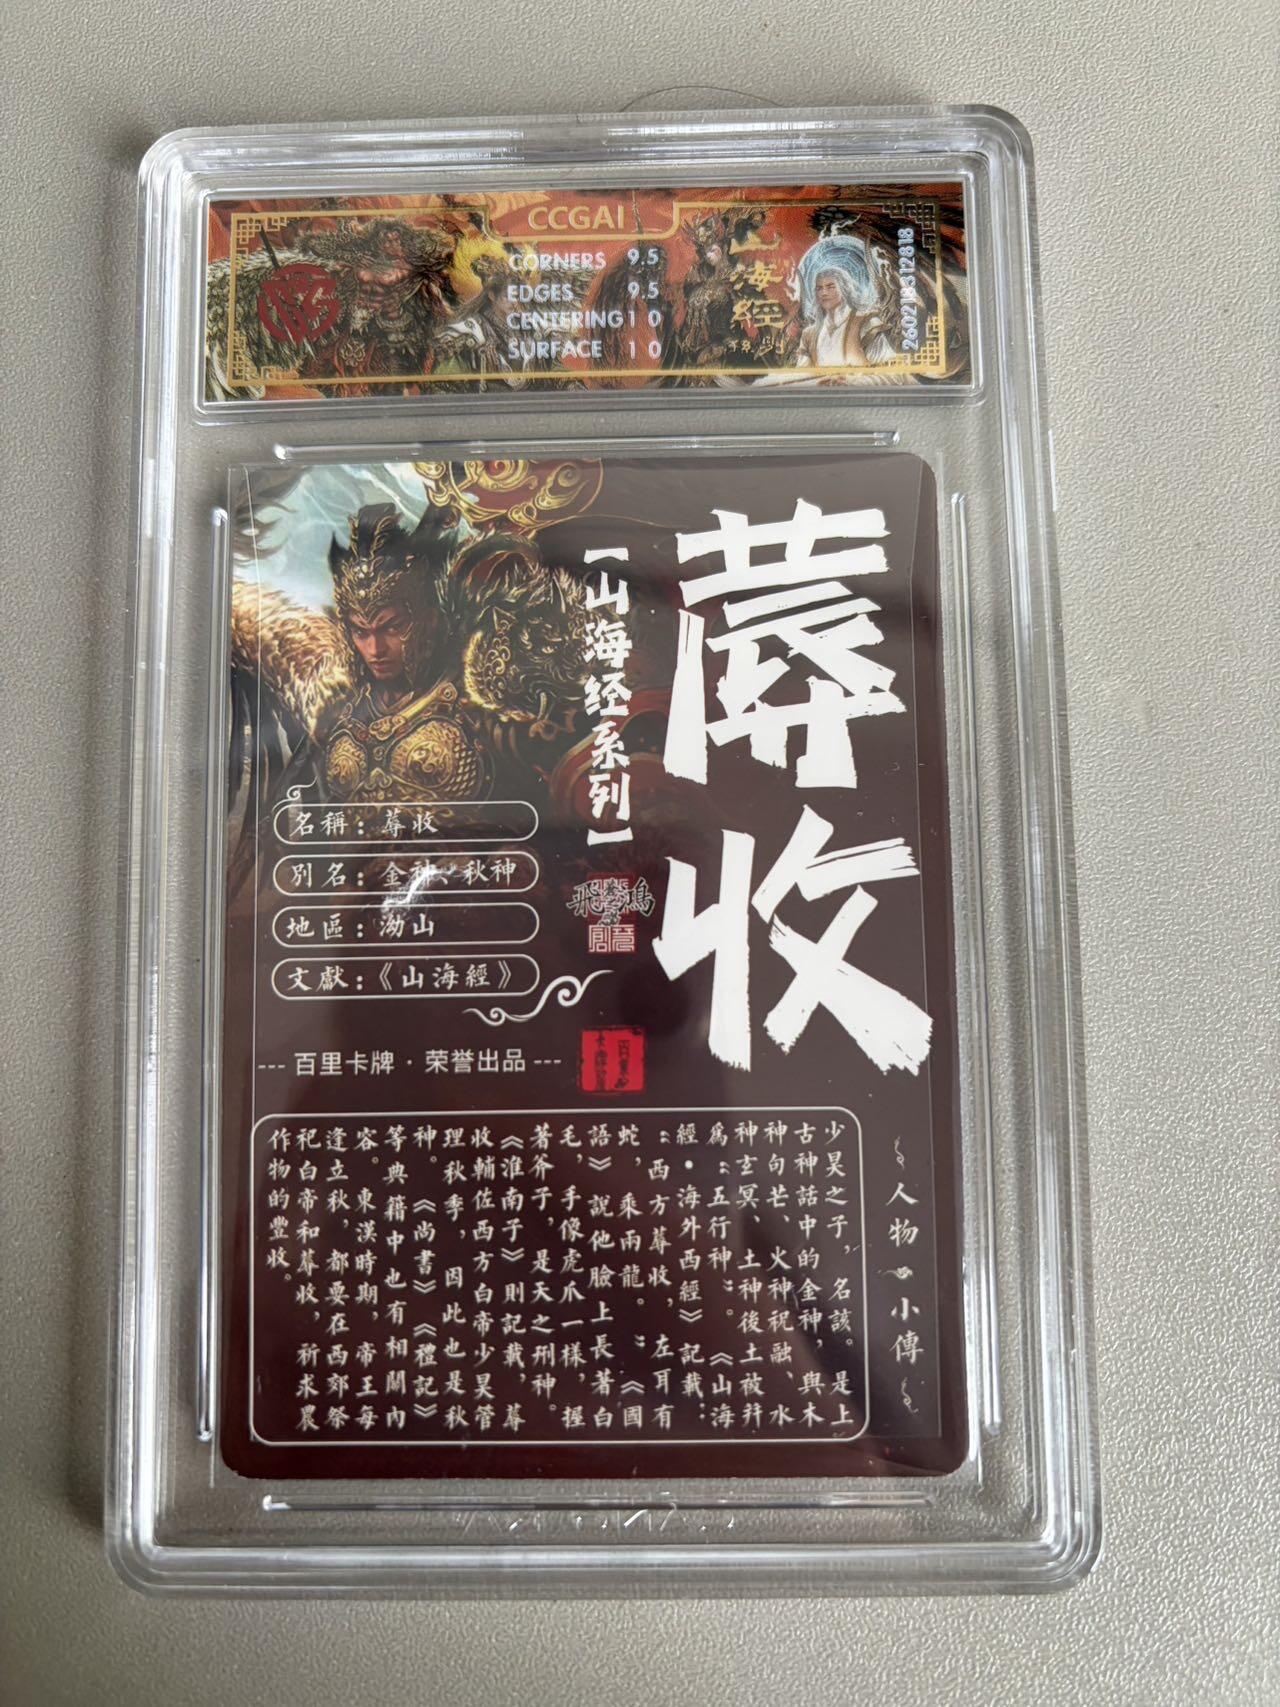 CCGAI
CORNERS 9.5
EDGES 9.5
CENTERING 10
SURFACE 10
山海經
系列
2602183312818
蓐收
【山海经系列】
名稱：蓐收
別名：金神、秋神
地區：泑山
文獻：《山海經》
飛鴻
--- 百里卡牌 · 荣誉出品 ---
人物小傳
少昊之子，名該。是上
古神話中的金神，與木
神句芒、火神祝融、水
神玄冥、土神後土被并
爲“五行神”。《山海
經•海外西經》記載：
“西方蓐收，左耳有
蛇，乘兩龍。”《國
語》說他臉上長著白
毛，手像虎爪一樣，握
著斧子，是天之刑神。
《淮南子》則記載，蓐
收輔佐西方白帝少昊管
理秋季，因此也是秋
神。《尚書》《禮記》
等典籍中也有相關內
容。東漢時期，帝王每
逢立秋，都要在西郊祭
祀白帝和蓐收，祈求農
作物的豐收。